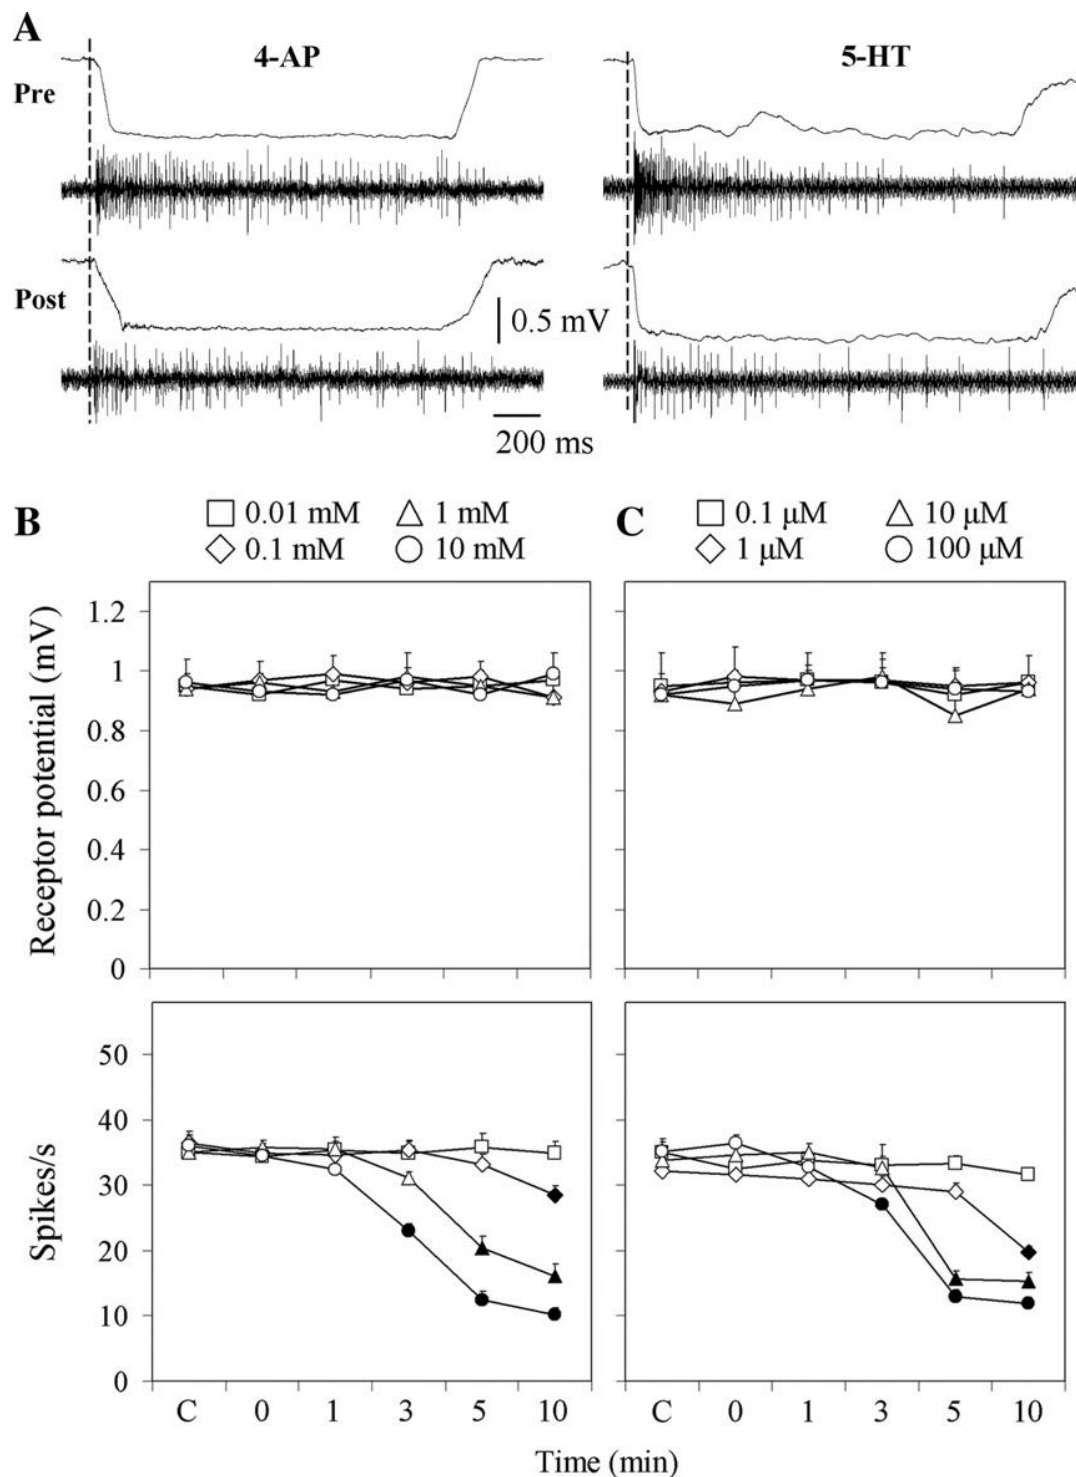 A
4-AP
5-HT
Pre
Post
0.5 mV
200 ms
B
0.01 mM
1 mM
0.1 mM
10 mM
C
0.1 µM
10 µM
1 µM
100 µM
Receptor potential (mV)
1.2
1
0.8
0.6
0.4
0.2
0
Spikes/s
50
40
30
20
10
0
C 0 1 3 5 10
C 0 1 3 5 10
Time (min)